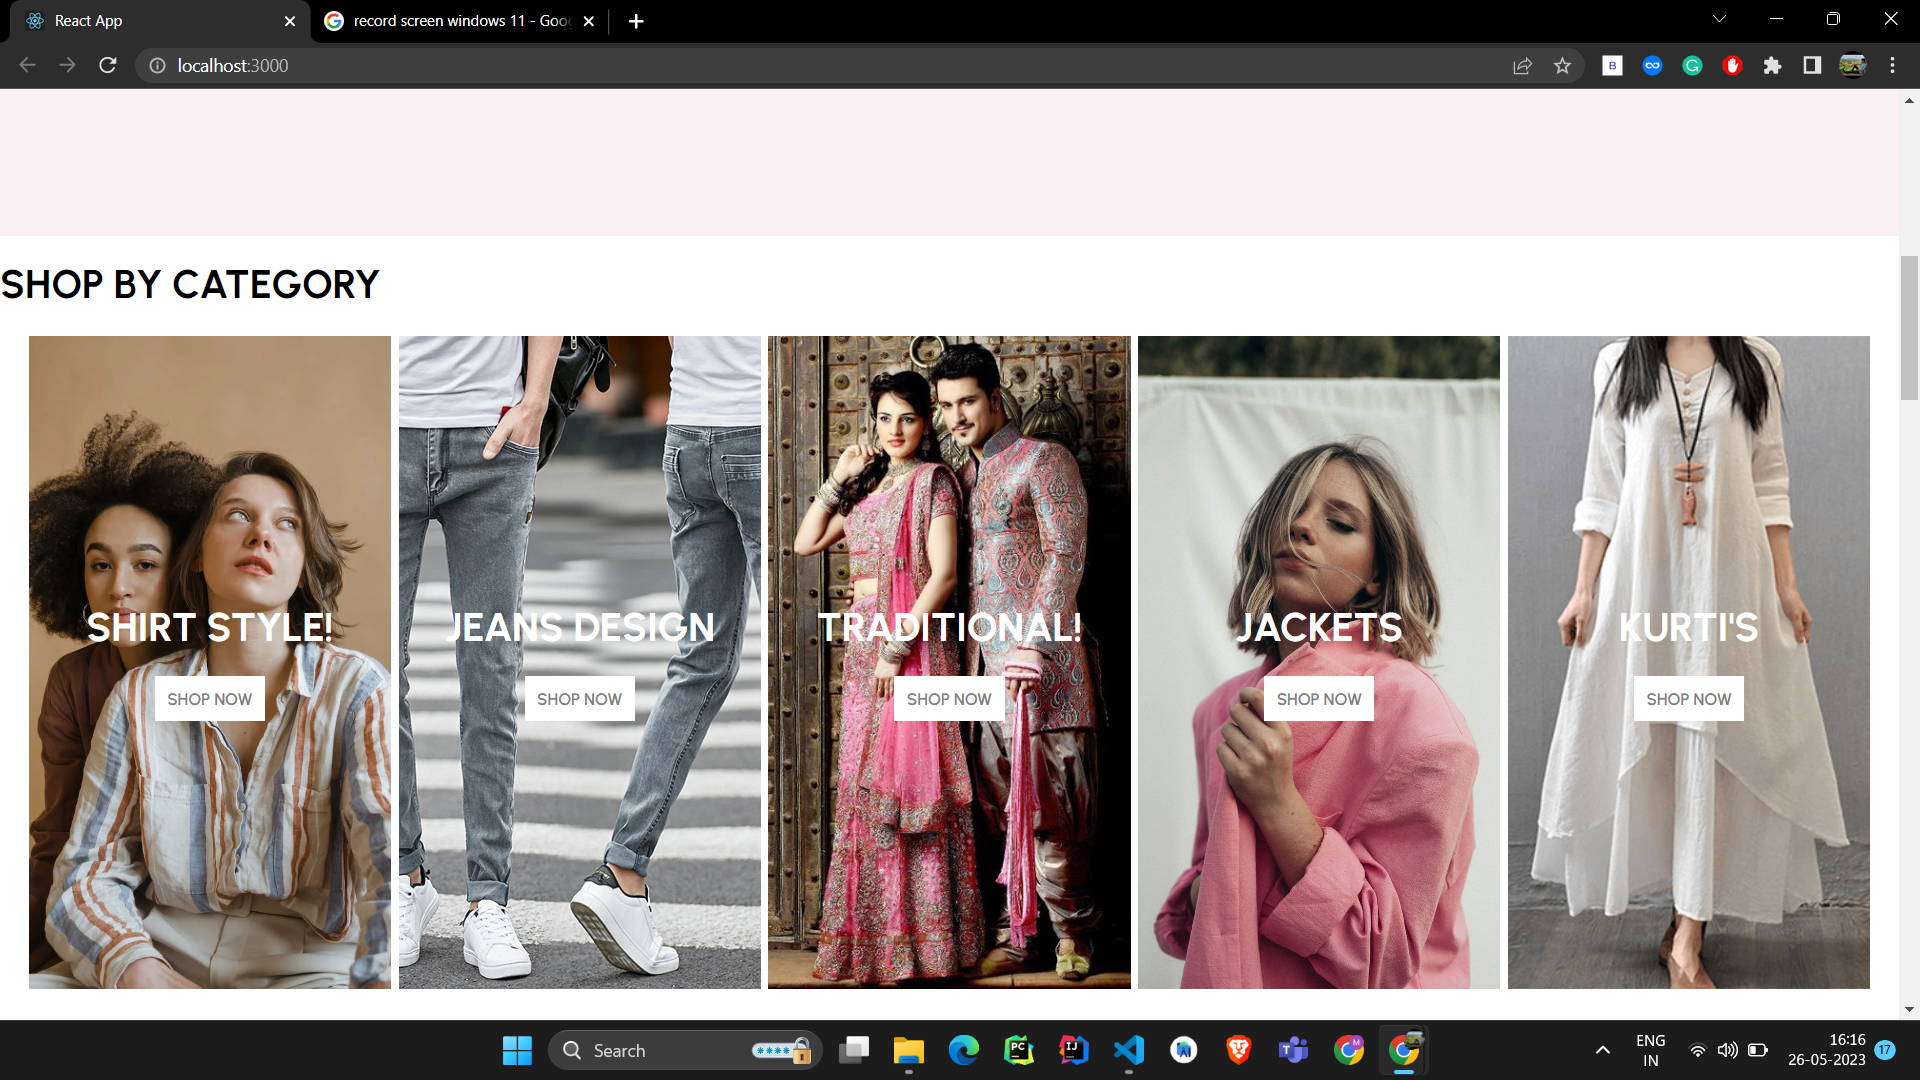 React App
record screen windows 11 - Goo
localhost:3000
B
SHOP BY CATEGORY
SHIRT STYLE!
SHOP NOW
JEANS DESIGN
SHOP NOW
TRADITIONAL!
SHOP NOW
JACKETS
SHOP NOW
KURTI'S
SHOP NOW
Search
PC
IJ
T
M
ENG
IN
16:16
26-05-2023
17